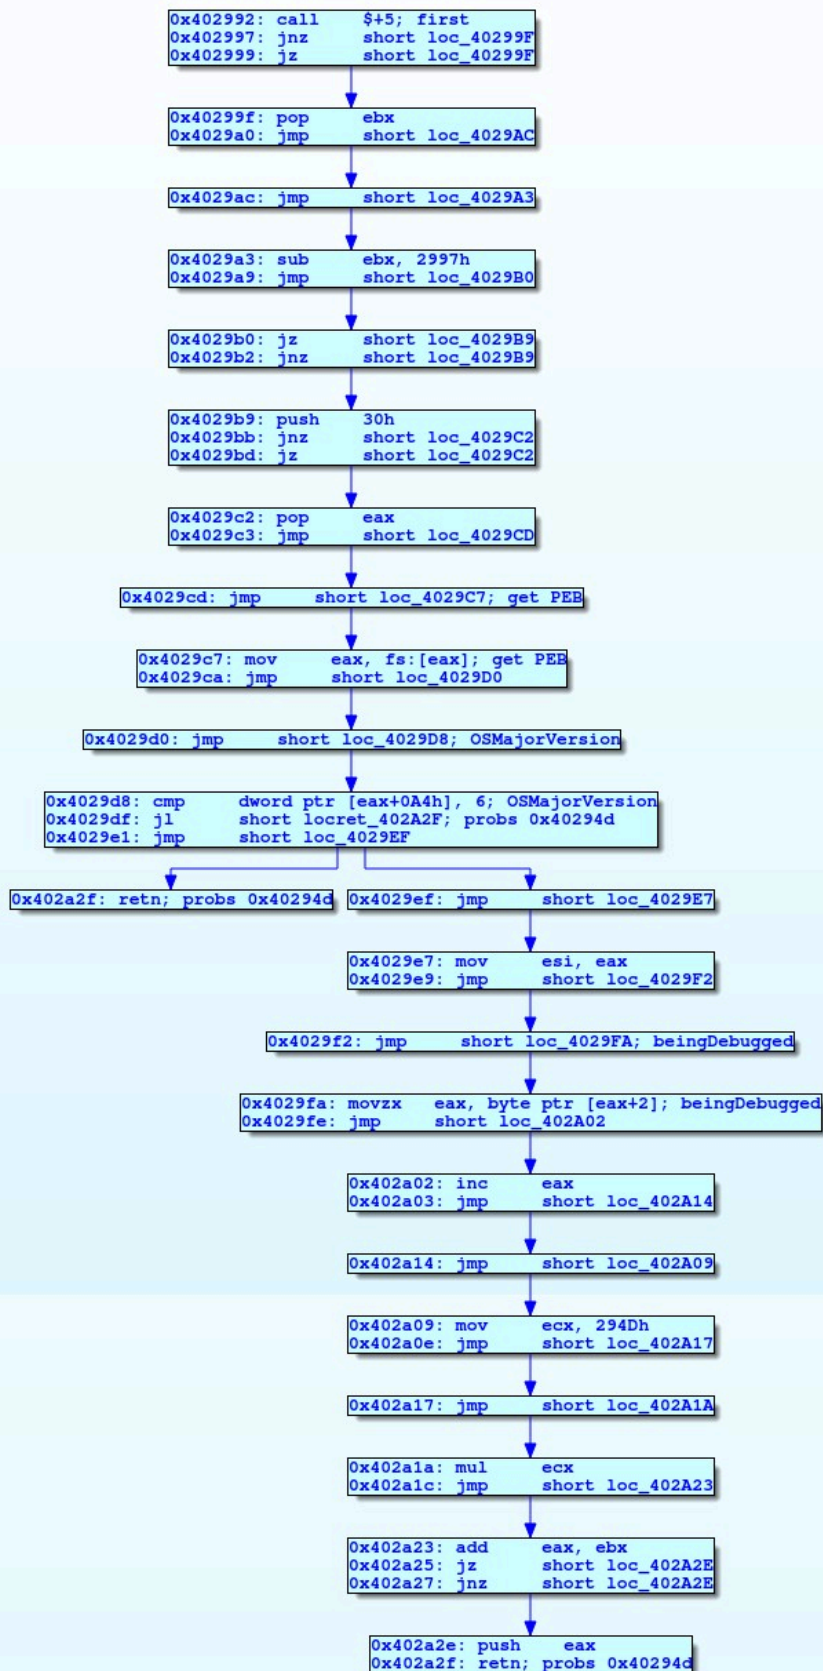 0x402992: call $+5; first
0x402997: jnz short loc_40299F
0x402999: jz short loc_40299F
0x40299f: pop ebx
0x4029a0: jmp short loc_4029AC
0x4029ac: jmp short loc_4029A3
0x4029a3: sub ebx, 2997h
0x4029a9: jmp short loc_4029B0
0x4029b0: jz short loc_4029B9
0x4029b2: jnz short loc_4029B9
0x4029b9: push 30h
0x4029bb: jnz short loc_4029C2
0x4029bd: jz short loc_4029C2
0x4029c2: pop eax
0x4029c3: jmp short loc_4029CD
0x4029cd: jmp short loc_4029C7; get PEB
0x4029c7: mov eax, fs:[eax]; get PEB
0x4029ca: jmp short loc_4029D0
0x4029d0: jmp short loc_4029D8; OSMajorVersion
0x4029d8: cmp dword ptr [eax+0A4h], 6; OSMajorVersion
0x4029df: jl short locret_402A2F; probs 0x40294d
0x4029e1: jmp short loc_4029EF
0x402a2f: retn; probs 0x40294d
0x4029ef: jmp short loc_4029E7
0x4029e7: mov esi, eax
0x4029e9: jmp short loc_4029F2
0x4029f2: jmp short loc_4029FA; beingDebugged
0x4029fa: movzx eax, byte ptr [eax+2]; beingDebugged
0x4029fe: jmp short loc_402A02
0x402a02: inc eax
0x402a03: jmp short loc_402A14
0x402a14: jmp short loc_402A09
0x402a09: mov ecx, 294Dh
0x402a0e: jmp short loc_402A17
0x402a17: jmp short loc_402A1A
0x402a1a: mul ecx
0x402a1c: jmp short loc_402A23
0x402a23: add eax, ebx
0x402a25: jz short loc_402A2E
0x402a27: jnz short loc_402A2E
0x402a2e: push eax
0x402a2f: retn; probs 0x40294d